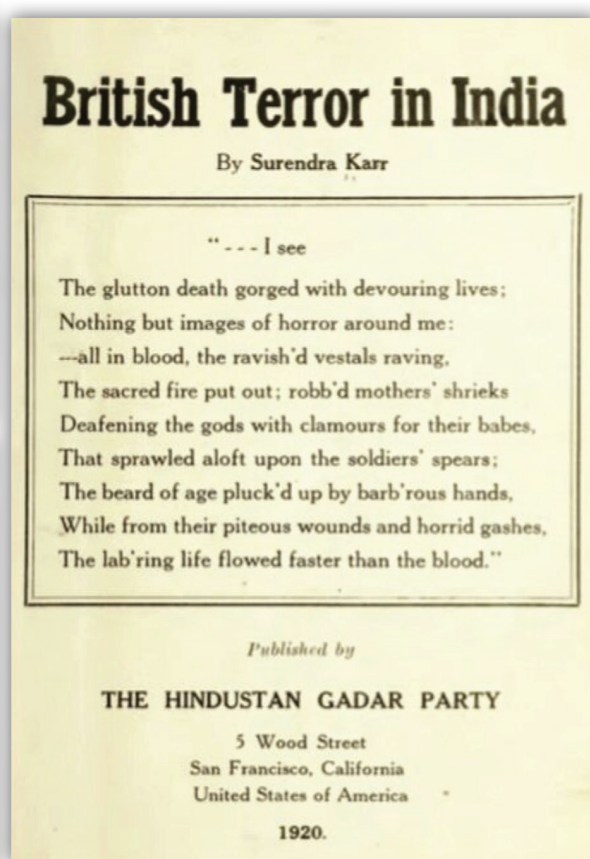 British Terror in India
By Surendra Karr
“ - - - I see
The glutton death gorged with devouring lives;
Nothing but images of horror around me:
---all in blood, the ravish'd vestals raving,
The sacred fire put out; robb'd mothers' shrieks
Deafening the gods with clamours for their babes,
That sprawled aloft upon the soldiers' spears;
The beard of age pluck'd up by barb'rous hands,
While from their piteous wounds and horrid gashes,
The lab'ring life flowed faster than the blood.”
Published by
THE HINDUSTAN GADAR PARTY
5 Wood Street
San Francisco, California
United States of America
1920.